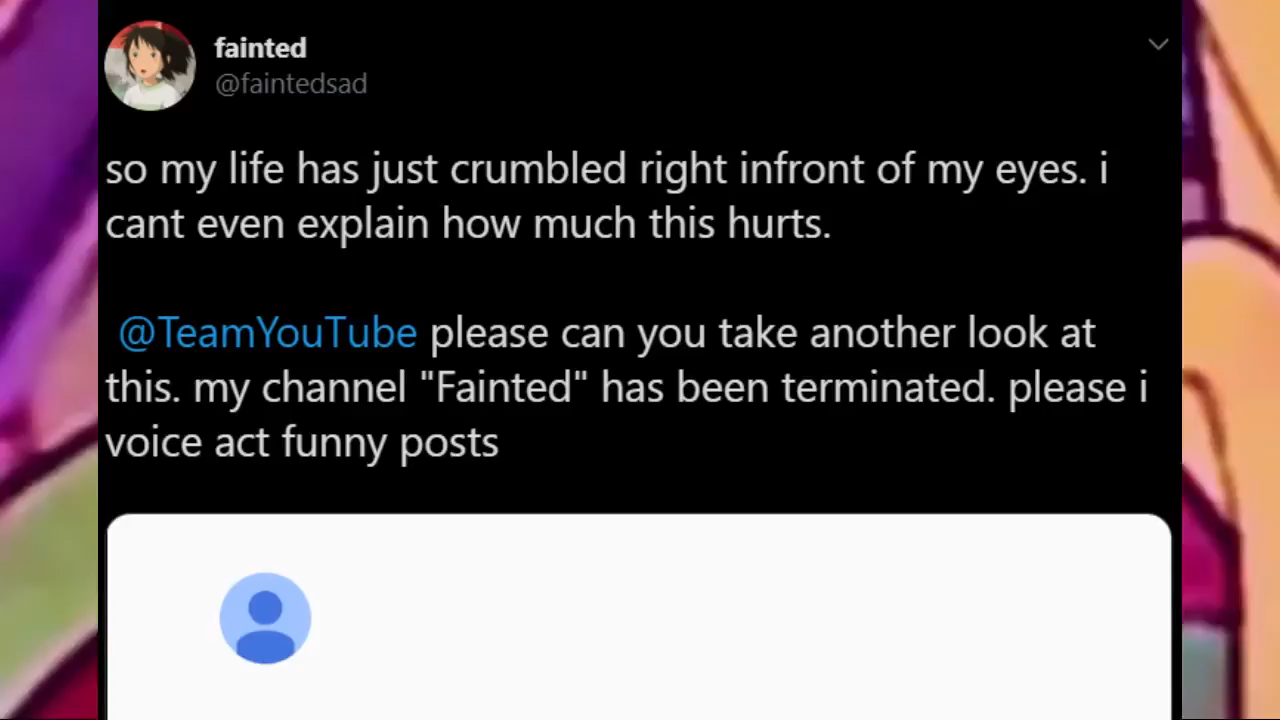 fainted
@faintedsad
so my life has just crumbled right infront of my eyes. i
cant even explain how much this hurts.
@TeamYouTube please can you take another look at
this. my channel "Fainted" has been terminated. please i
voice act funny posts